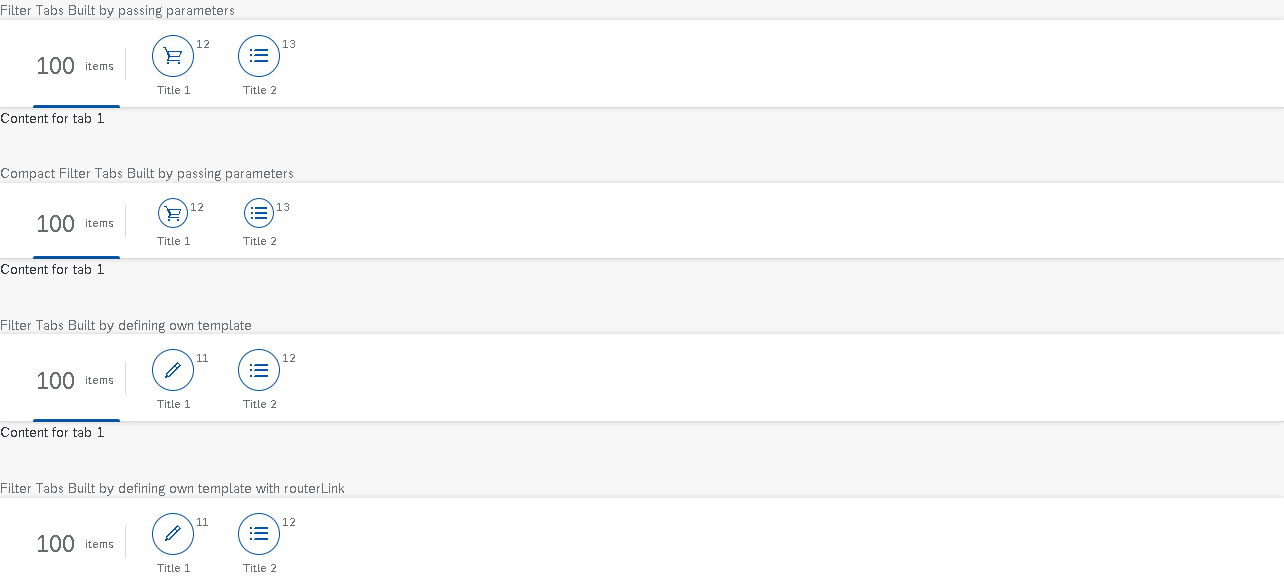 Filter Tabs Built by passing parameters
100 items
12
13
Title 1
Title 2
Content for tab 1
Compact Filter Tabs Built by passing parameters
100 items
12
13
Title 1
Title 2
Content for tab 1
Filter Tabs Built by defining own template
100 items
11
12
Title 1
Title 2
Content for tab 1
Filter Tabs Built by defining own template with routerLink
100 items
11
12
Title 1
Title 2